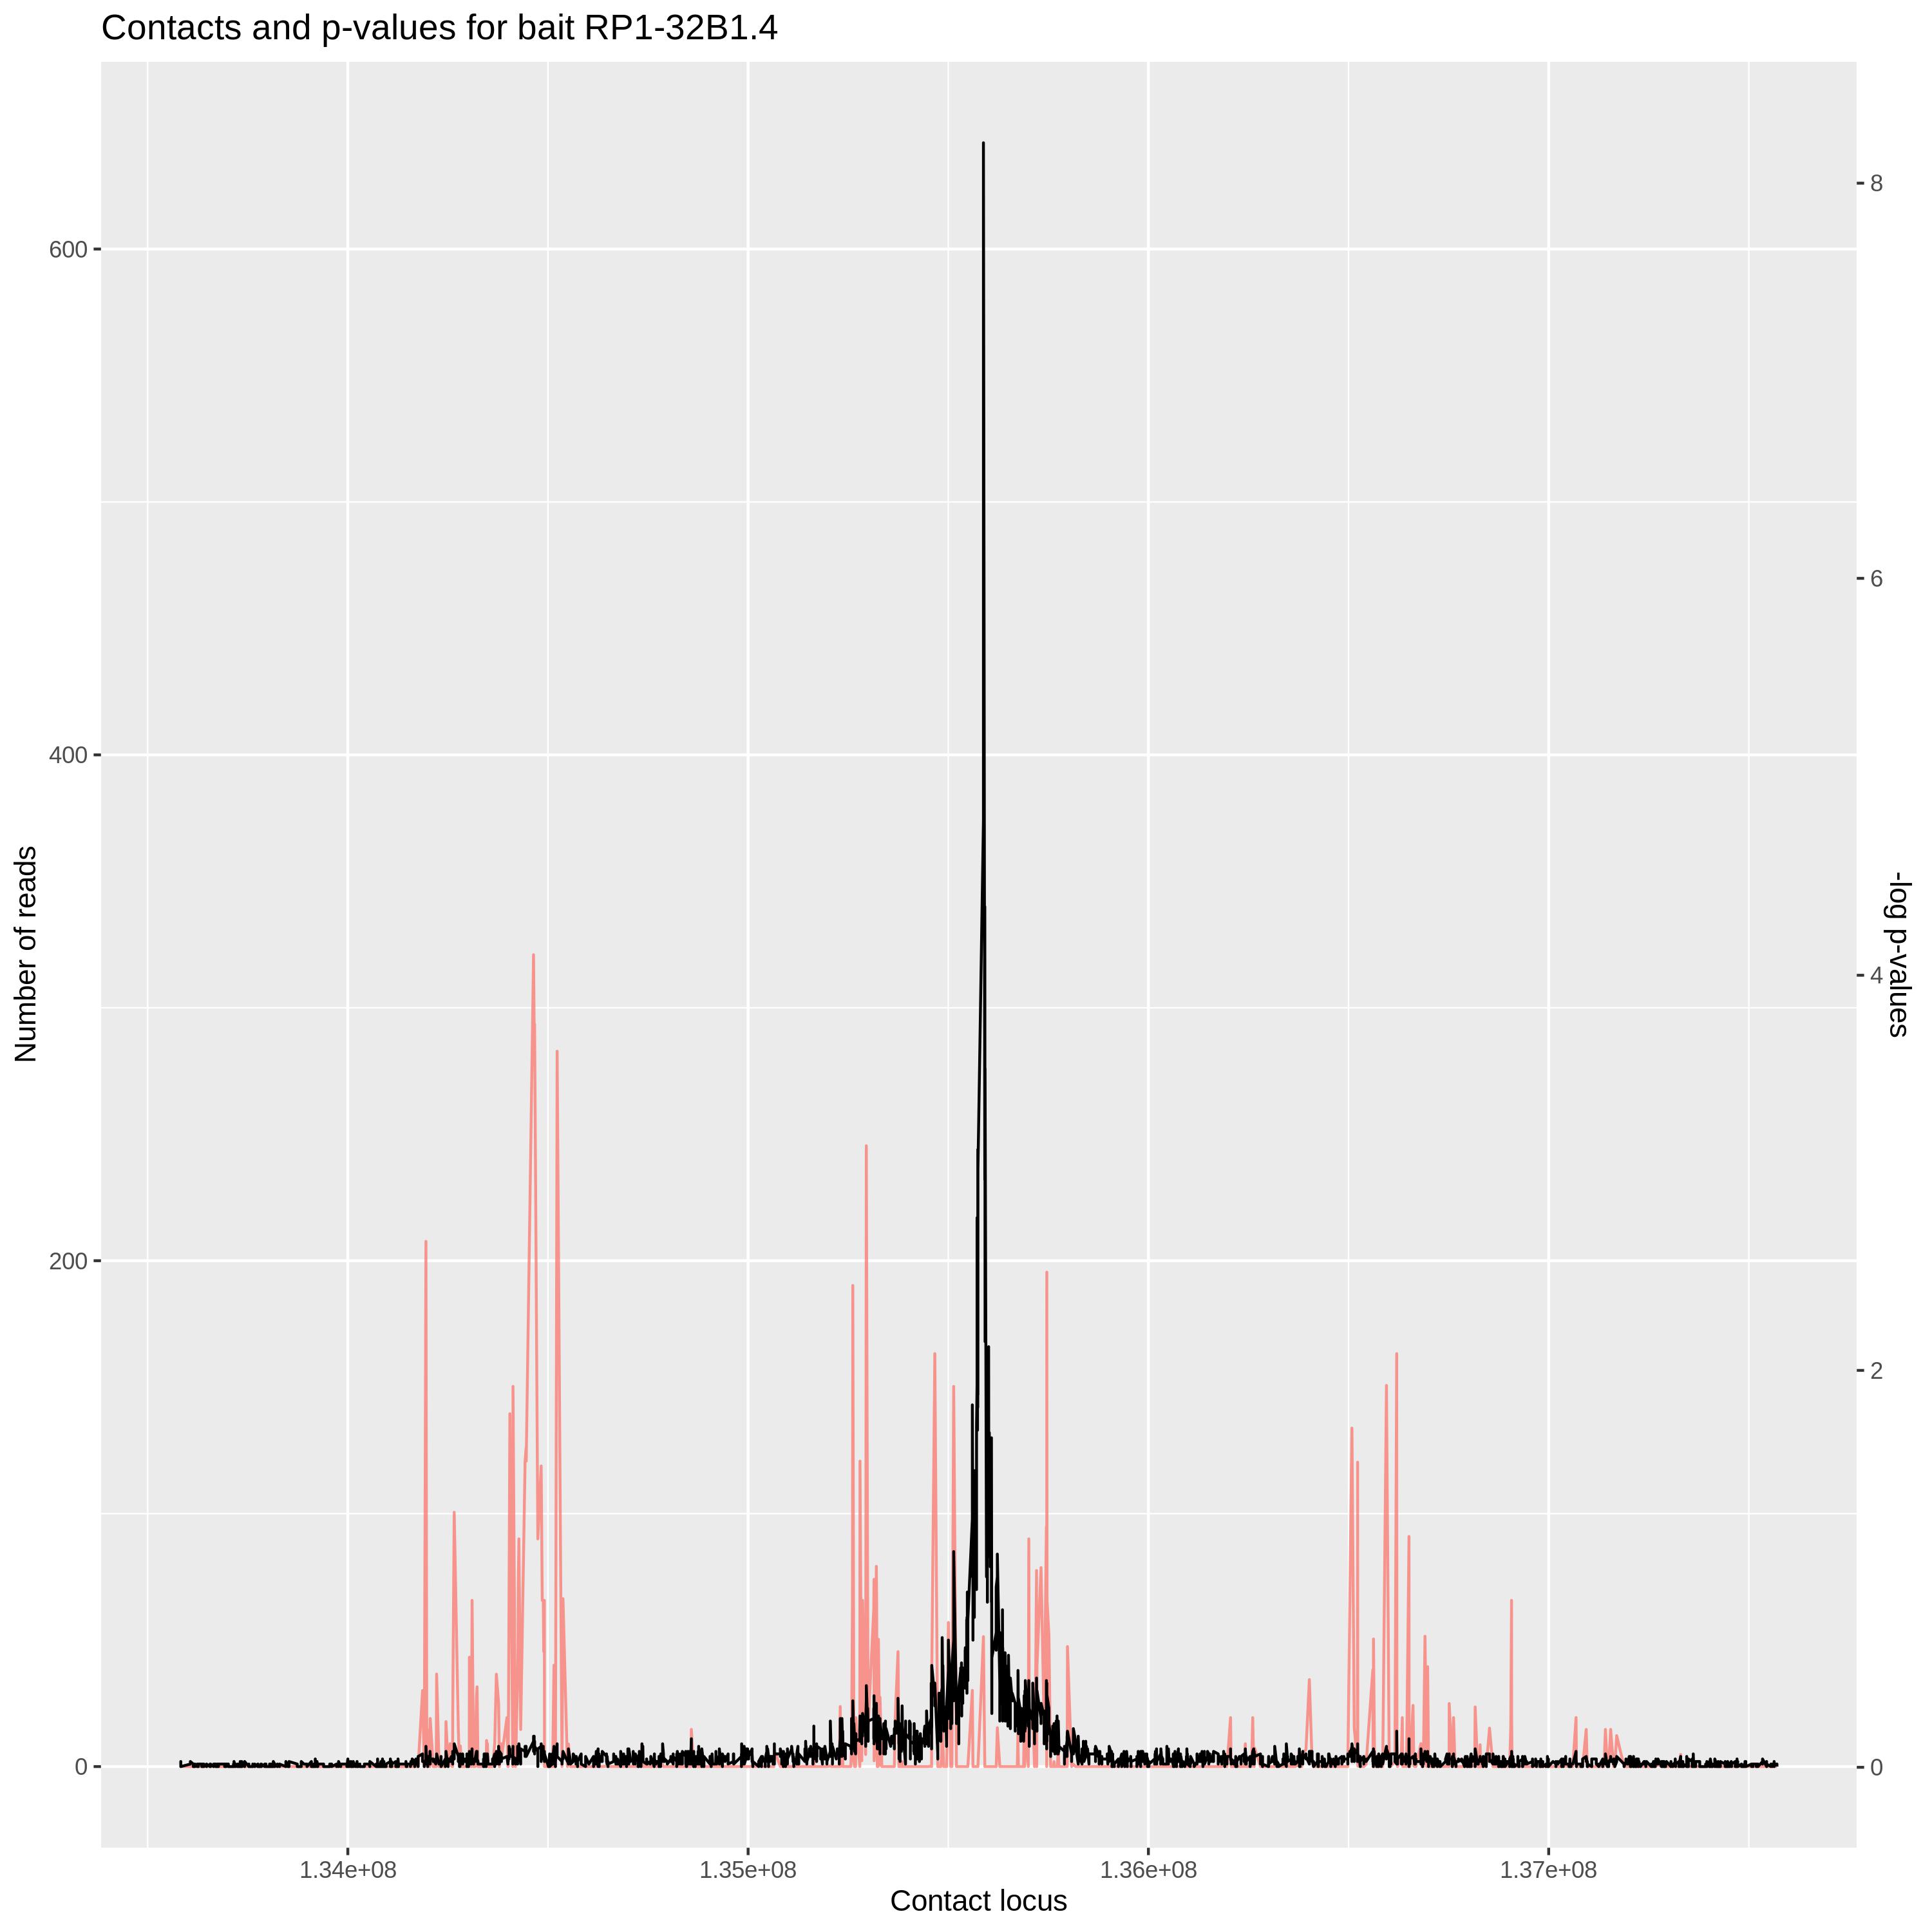 Contacts and p-values for bait RP1-32B1.4
600
400
200
0
Number of reads
8
6
4
2
0
-log p-values
1.34e+08
1.35e+08
1.36e+08
1.37e+08
Contact locus